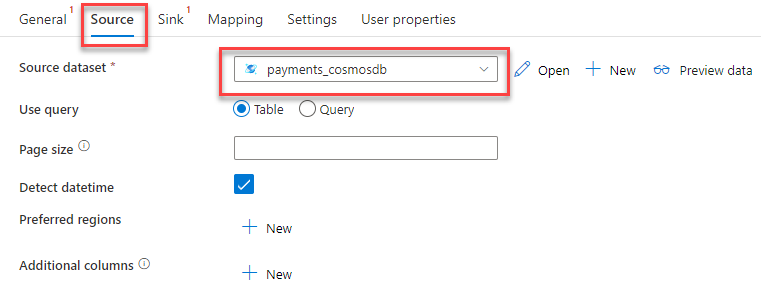 General 1 Source Sink 1 Mapping Settings User properties
Source dataset * payments_cosmosdb Open New Preview data
Use query Table Query
Page size
Detect datetime
Preferred regions New
Additional columns New